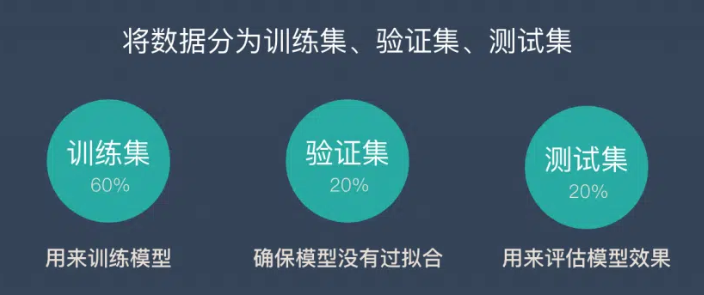 将数据分为训练集、验证集、测试集
训练集
60%
验证集
20%
测试集
20%
用来训练模型
确保模型没有过拟合
用来评估模型效果